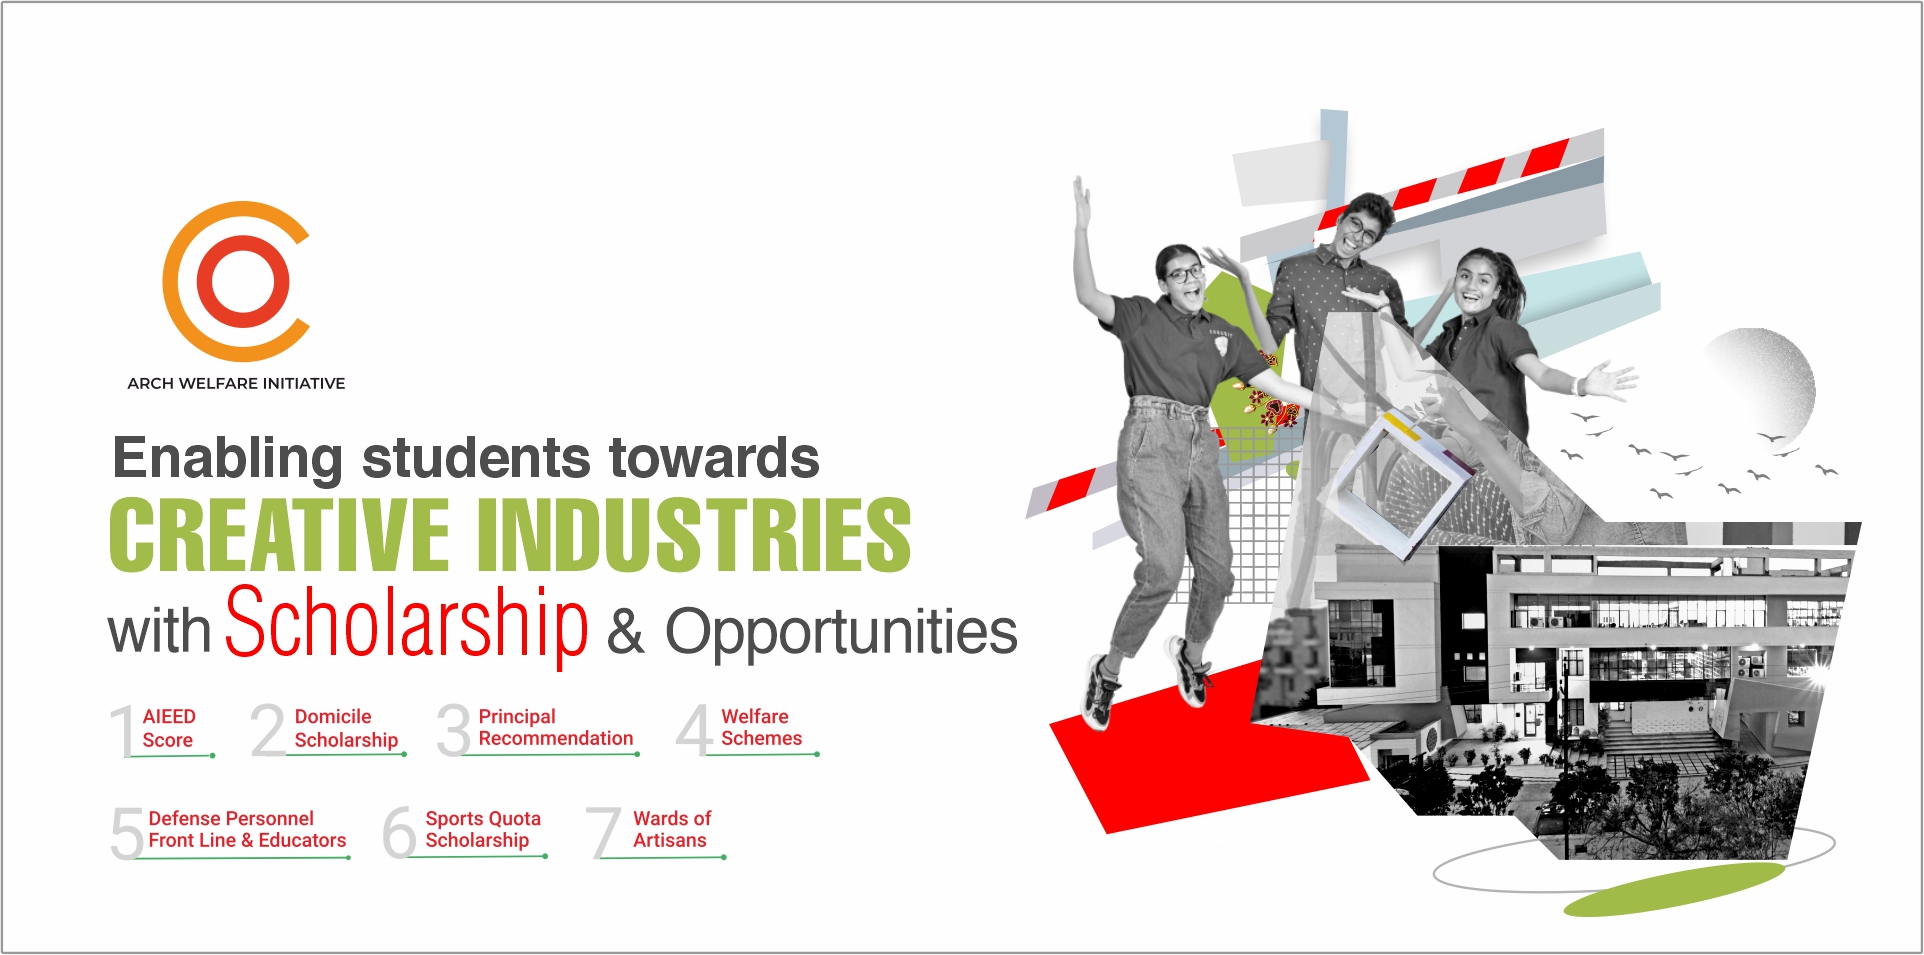 ARCH WELFARE INITIATIVE
Enabling students towards
CREATIVE INDUSTRIES
with Scholarship & Opportunities
1 AIEED
Score
2 Domicile
Scholarship
3 Principal
Recommendation
4 Welfare
Schemes
5 Defense Personnel
Front Line & Educators
6 Sports Quota
Scholarship
7 Wards of
Artisans